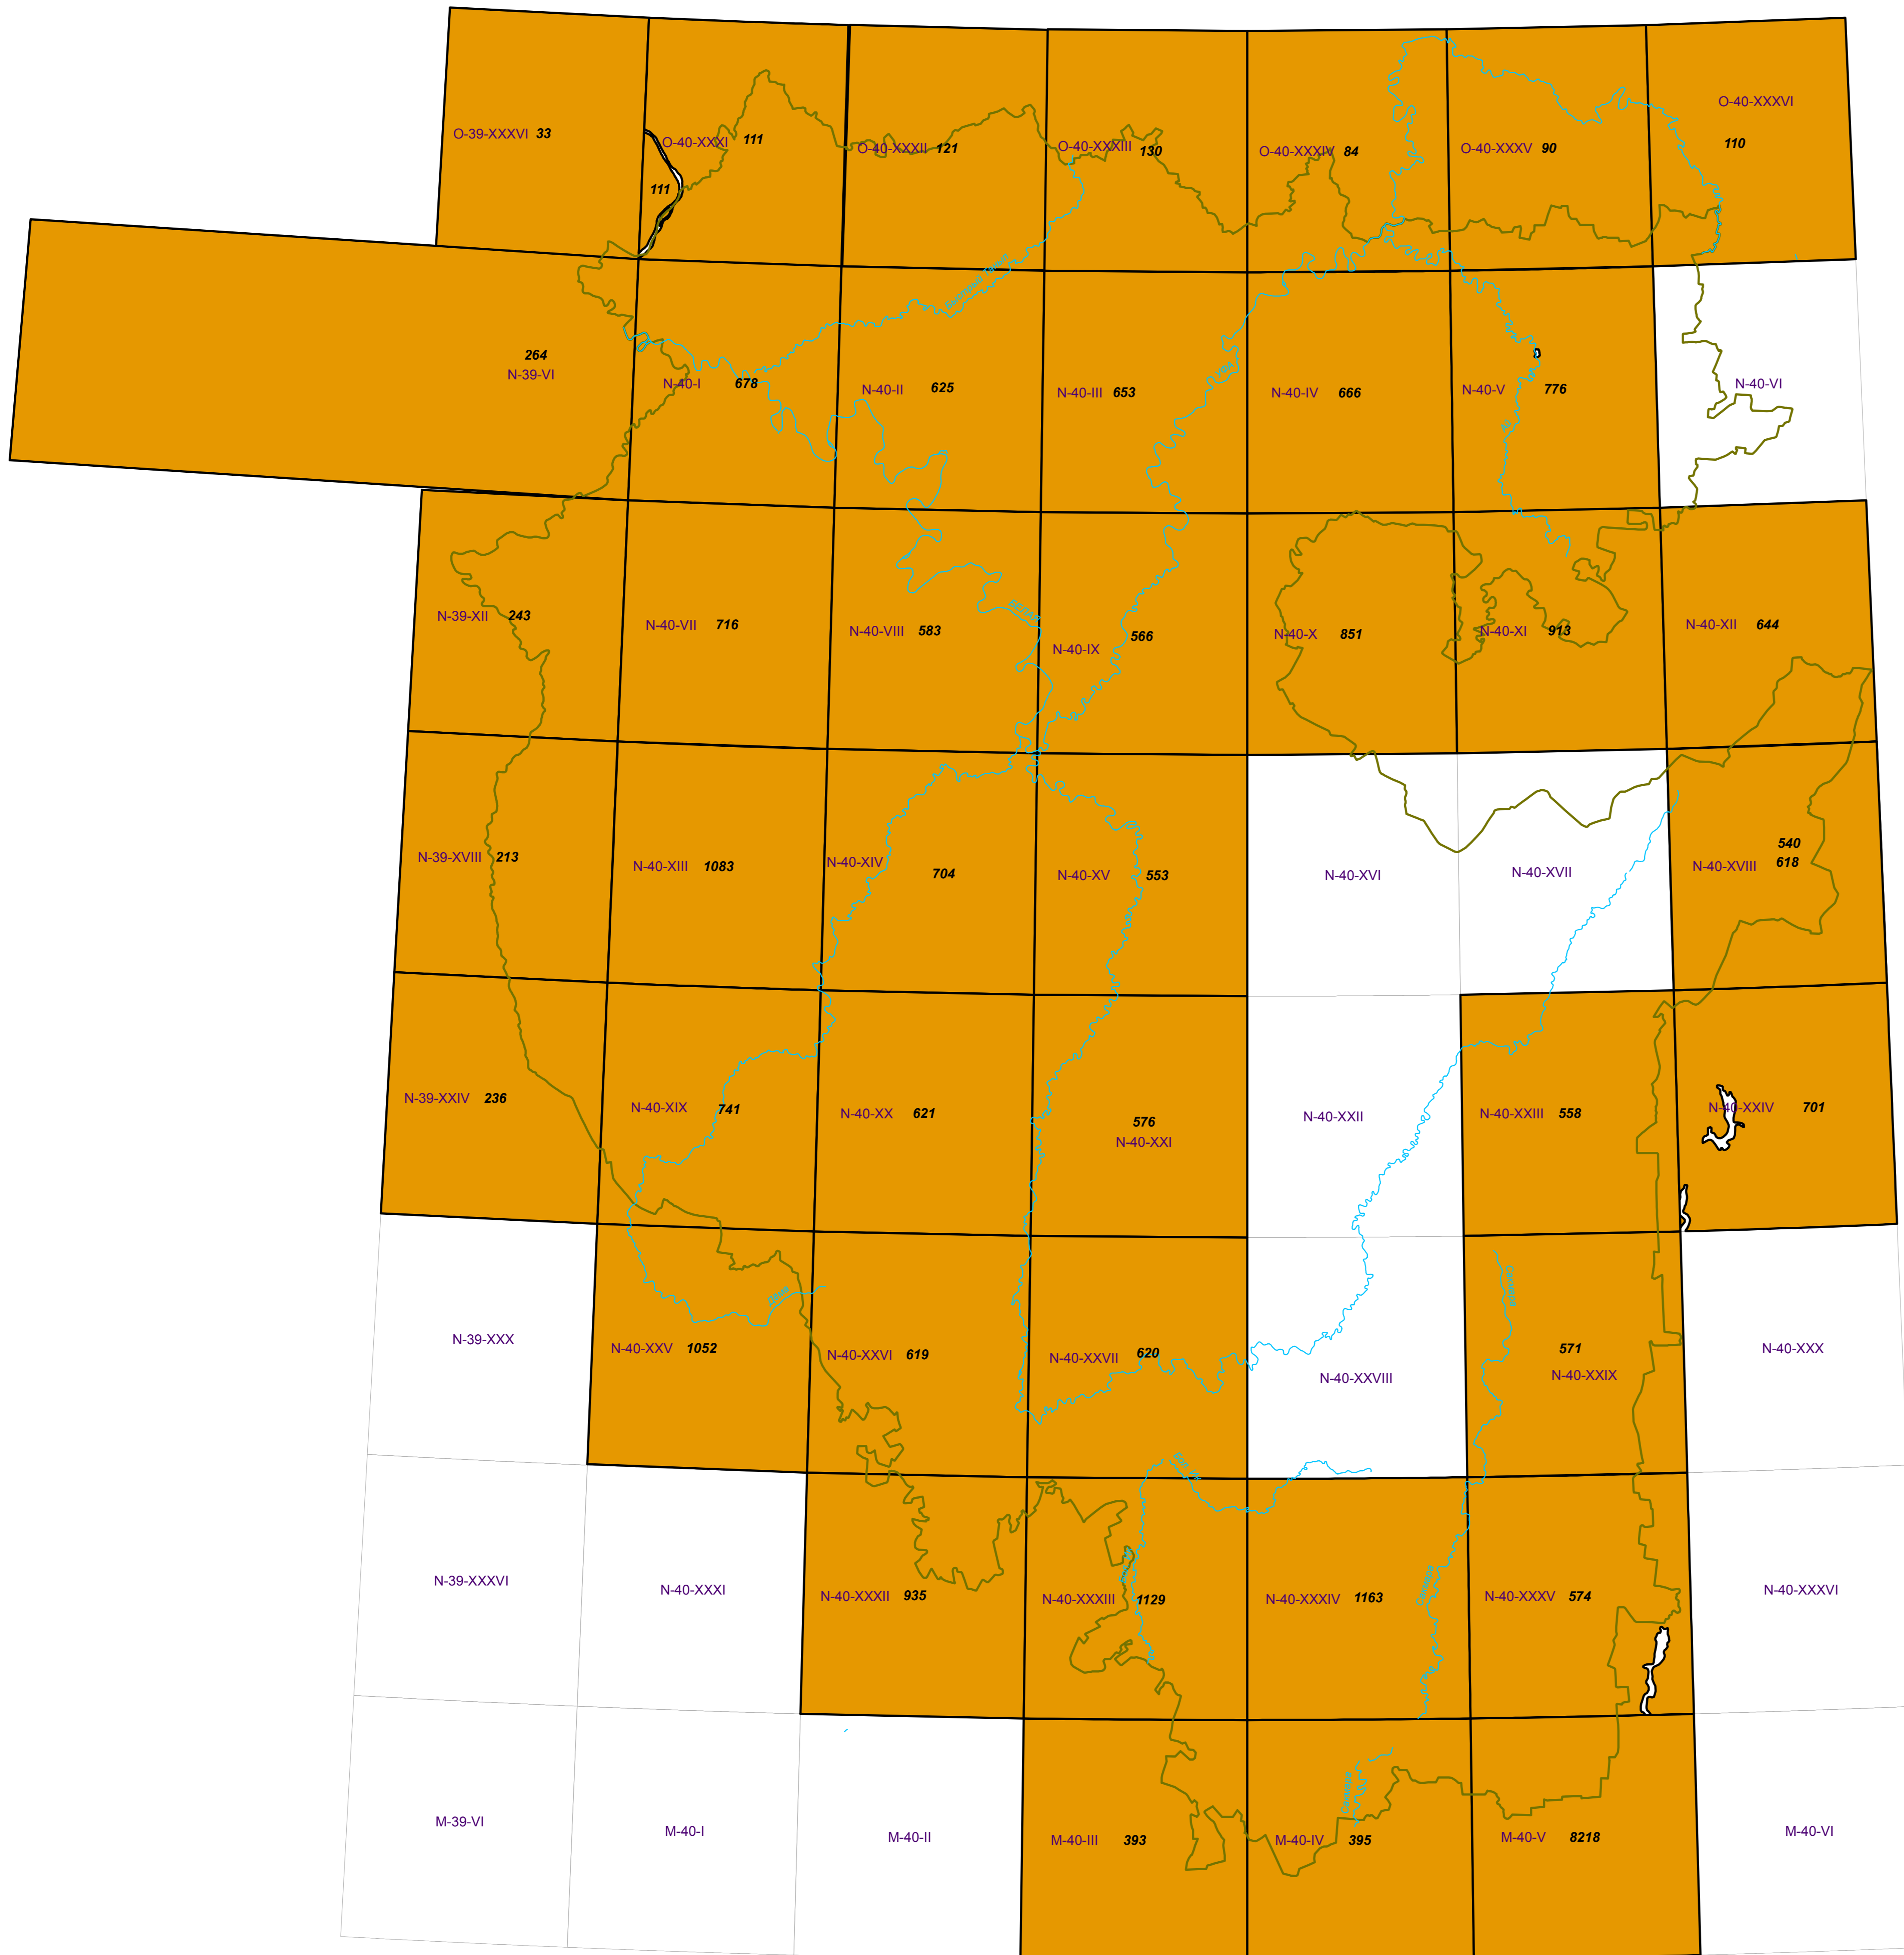 O-39-XXXVI 33
O-40-XXXI 111
111
O-40-XXXII 121
O-40-XXXIII 130
O-40-XXXIV 84
O-40-XXXV 90
O-40-XXXVI
110
264
N-39-VI
N-40-I 678
N-40-II 625
N-40-III 653
N-40-IV 666
N-40-V 776
N-40-VI
N-39-XII 243
N-40-VII 716
N-40-VIII 583
N-40-IX 566
N-40-X 851
N-40-XI 913
N-40-XII 644
N-39-XVIII 213
N-40-XIII 1083
N-40-XIV 704
N-40-XV 553
N-40-XVI
N-40-XVII
540
N-40-XVIII 618
N-39-XXIV 236
N-40-XIX 741
N-40-XX 621
576
N-40-XXI
N-40-XXII
N-40-XXIII 558
N-40-XXIV 701
N-39-XXX
N-40-XXV 1052
Дёма
N-40-XXVI 619
N-40-XXVII 620
N-40-XXVIII
Сакмара
571
N-40-XXIX
N-40-XXX
N-39-XXXVI
N-40-XXXI
N-40-XXXII 935
N-40-XXXIII 1129
N-40-XXXIV 1163
Сакмара
N-40-XXXV 574
N-40-XXXVI
M-39-VI
M-40-I
M-40-II
M-40-III 393
M-40-IV 395
Сакмара
M-40-V 8218
M-40-VI